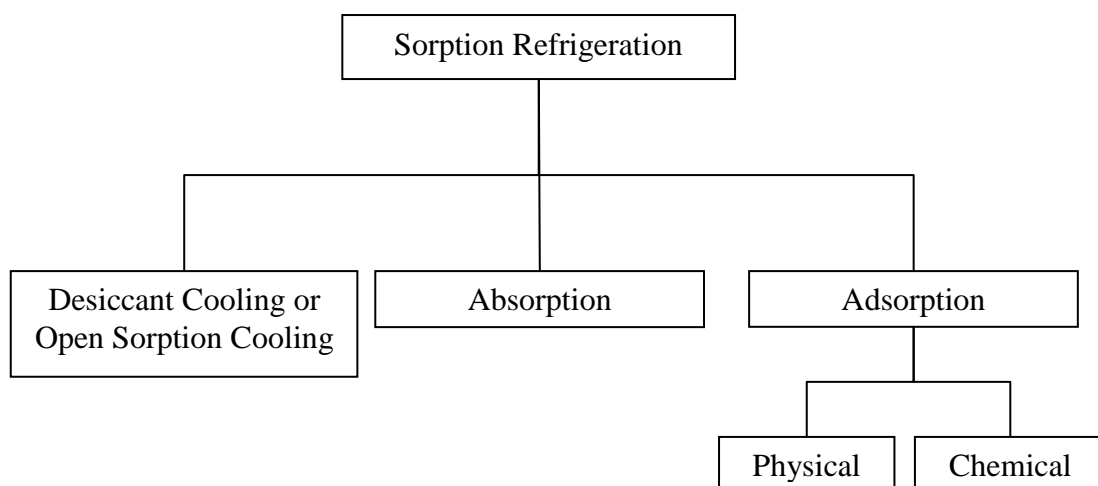 Sorption Refrigeration
Desiccant Cooling or
Open Sorption Cooling
Absorption
Adsorption
Physical
Chemical